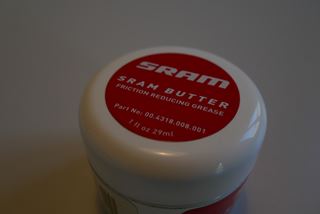 SRAM
SRAM BUTTER
FRICTION REDUCING GREASE
Part No: 00.4318.008.001
1 fl oz 29ml